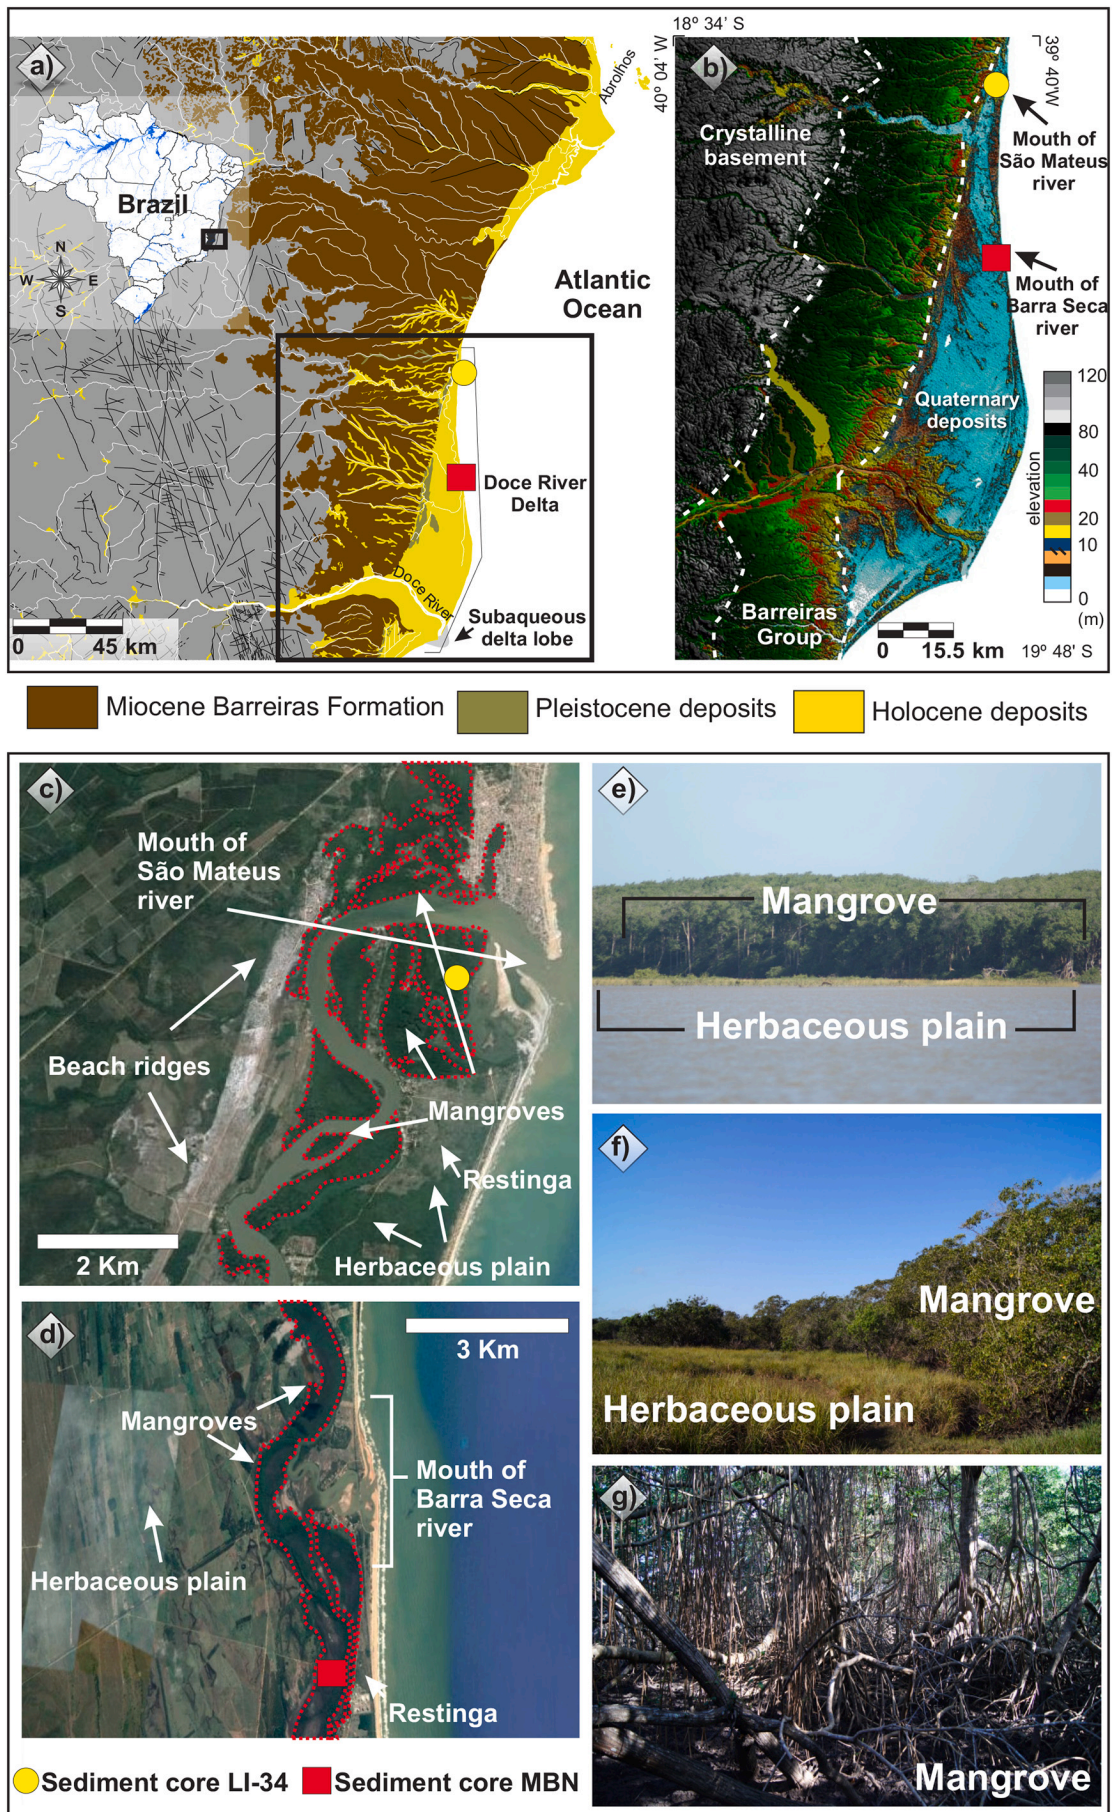 a)
Brazil
N
W
E
S
Abrolhos
Atlantic
Ocean
Doce River
Delta
Doce River
Subaqueous
delta lobe
0
45 km
18º 34' S
40º 04' W
39º 40'W
b)
Crystalline
basement
Mouth of
São Mateus
river
Mouth of
Barra Seca
river
Quaternary
deposits
elevation
120
80
40
20
10
0
(m)
Barreiras
Group
0
15.5 km
19º 48' S
Miocene Barreiras Formation
Pleistocene deposits
Holocene deposits
c)
Mouth of
São Mateus
river
Beach ridges
Mangroves
Restinga
Herbaceous plain
2 Km
d)
3 Km
Mangroves
Mouth of
Barra Seca
river
Herbaceous plain
Restinga
e)
Mangrove
Herbaceous plain
f)
Mangrove
Herbaceous plain
g)
Mangrove
Sediment core LI-34
Sediment core MBN